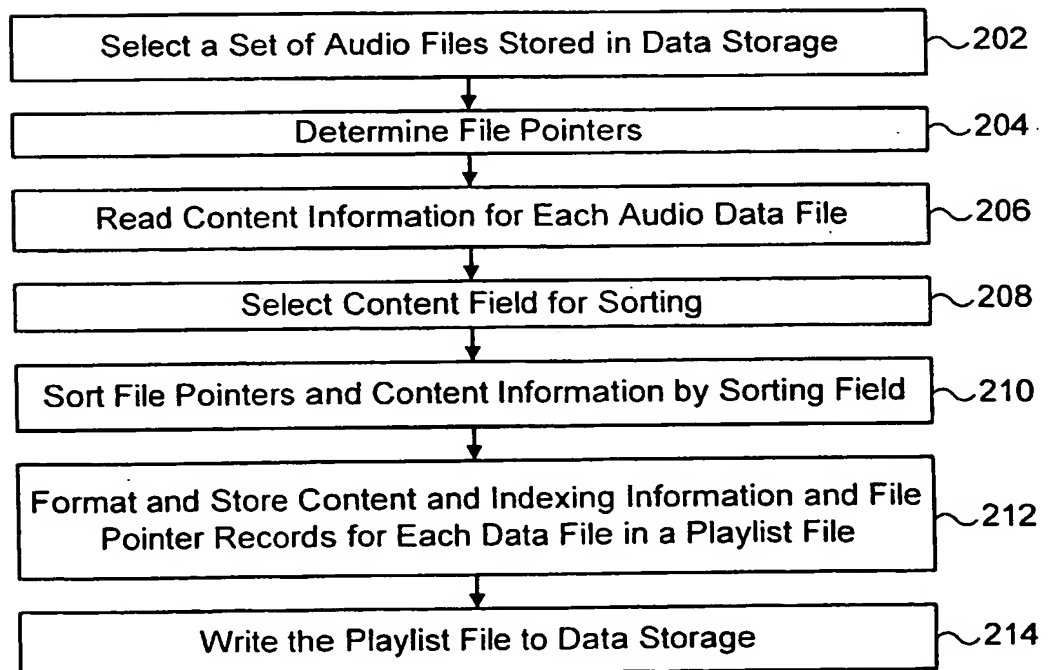 Select a Set of Audio Files Stored in Data Storage 202
Determine File Pointers 204
Read Content Information for Each Audio Data File 206
Select Content Field for Sorting 208
Sort File Pointers and Content Information by Sorting Field 210
Format and Store Content and Indexing Information and File
Pointer Records for Each Data File in a Playlist File 212
Write the Playlist File to Data Storage 214